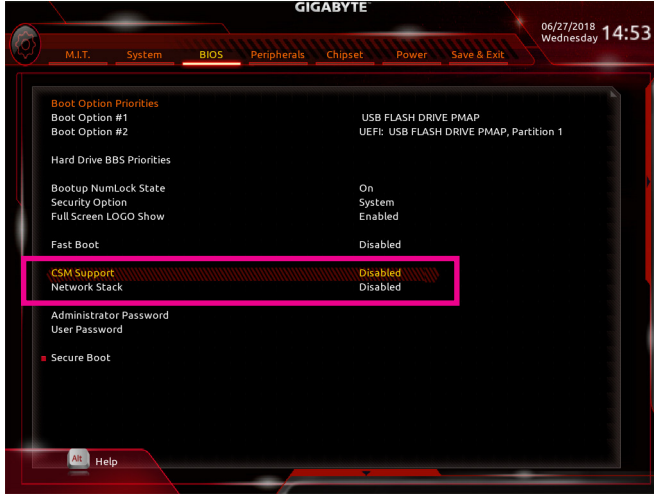 GIGABYTE™
06/27/2018 Wednesday 14:53
M.I.T. System BIOS Peripherals Chipset Power Save & Exit
Boot Option Priorities
Boot Option #1 USB FLASH DRIVE PMAP
Boot Option #2 UEFI: USB FLASH DRIVE PMAP, Partition 1
Hard Drive BBS Priorities
Bootup NumLock State On
Security Option System
Full Screen LOGO Show Enabled
Fast Boot Disabled
CSM Support Disabled
Network Stack Disabled
Administrator Password
User Password
Secure Boot
Alt Help